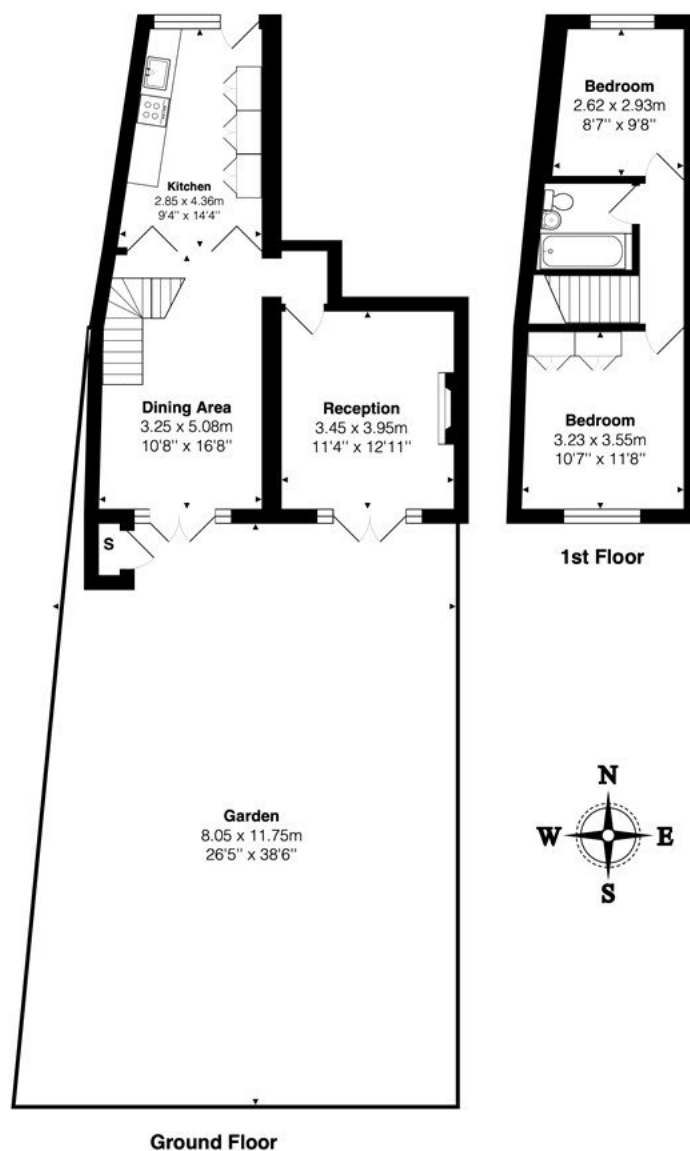 Kitchen
2.85 x 4.36m
9'4'' x 14'4''
Dining Area
3.25 x 5.08m
10'8'' x 16'8''
Reception
3.45 x 3.95m
11'4'' x 12'11''
S
Garden
8.05 x 11.75m
26'5'' x 38'6''
Ground Floor
Bedroom
2.62 x 2.93m
8'7'' x 9'8''
Bedroom
3.23 x 3.55m
10'7'' x 11'8''
1st Floor
N
W E
S